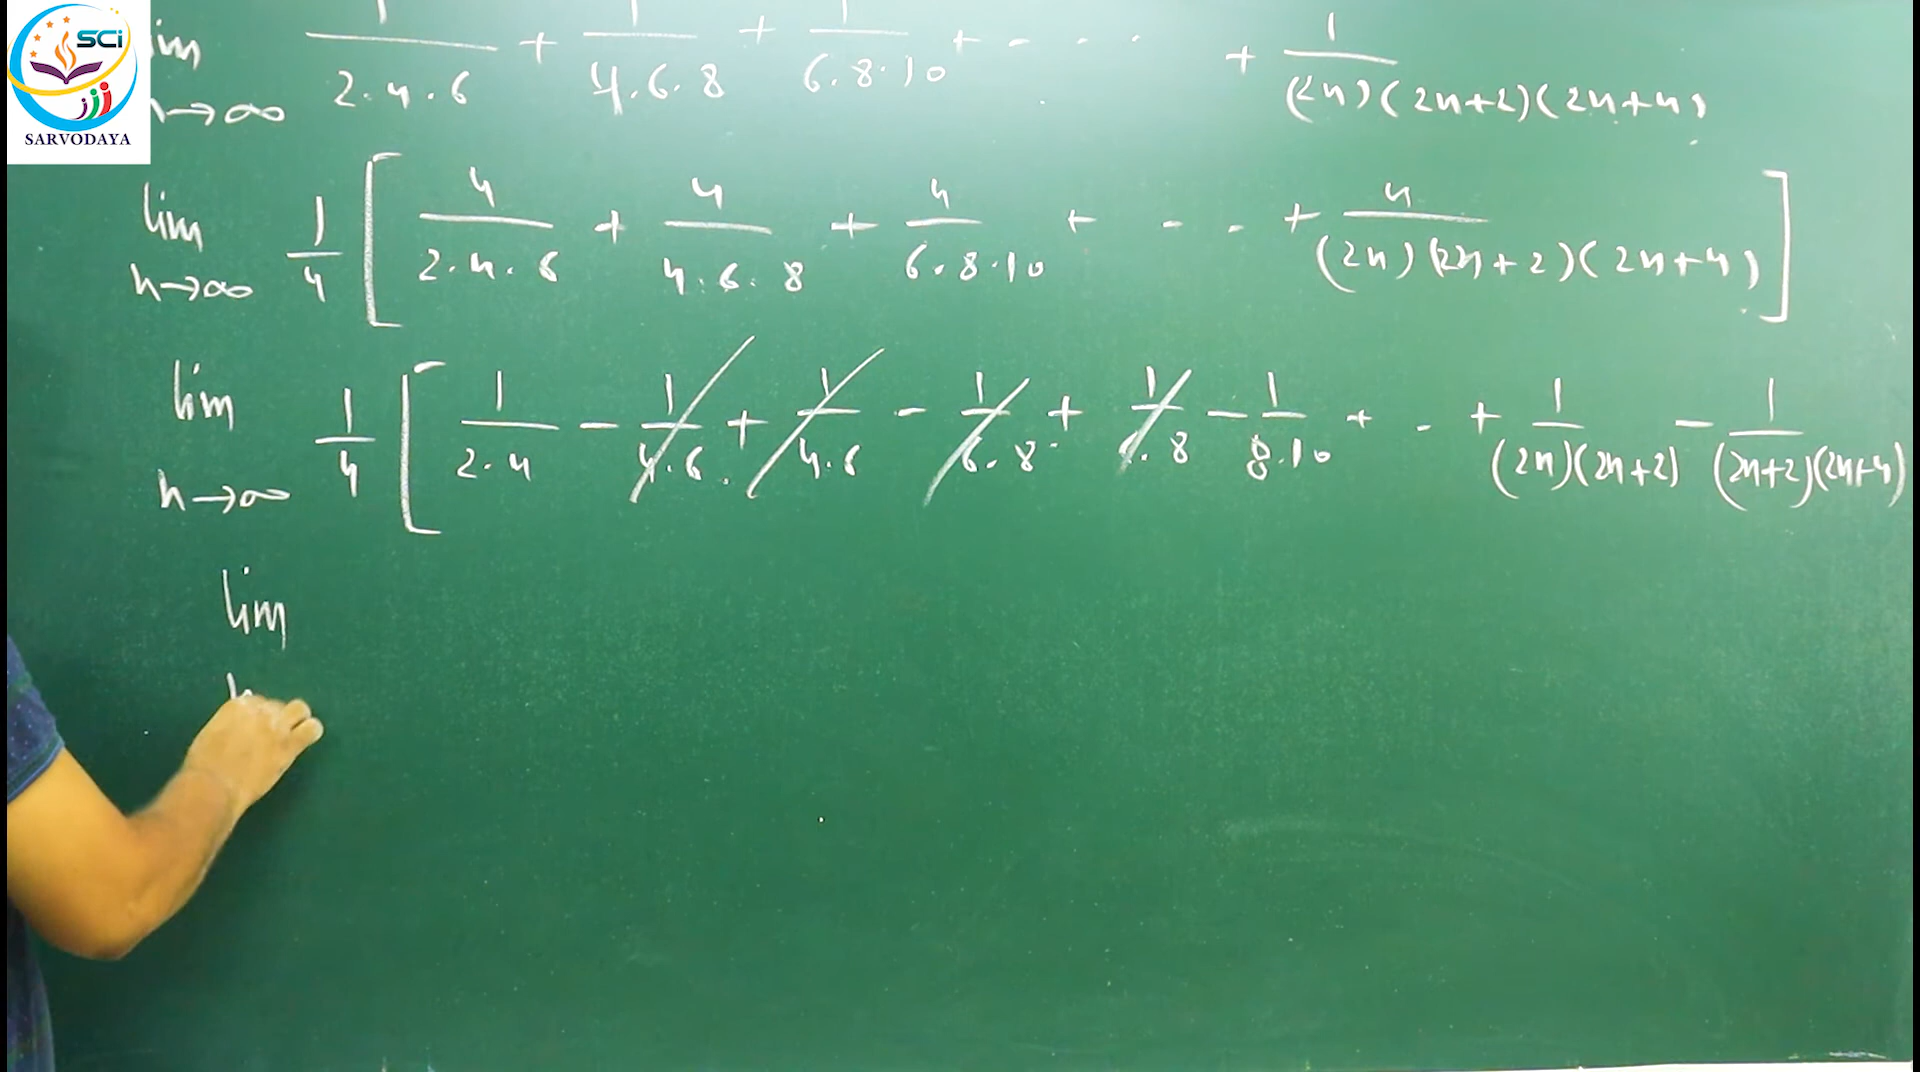 SCi
SARVODAYA
lim n→∞ 1/(2.4.6) + 1/(4.6.8) + 1/(6.8.10) + - - - + 1/((2n)(2n+2)(2n+4))
lim n→∞ 1/4 [ 4/(2.4.6) + 4/(4.6.8) + 4/(6.8.10) + - - + 4/((2n)(2n+2)(2n+4)) ]
lim n→∞ 1/4 [ 1/(2.4) - 1/(4.6) + 1/(4.6) - 1/(6.8) + 1/(6.8) - 1/(8.10) + . + 1/((2n)(2n+2)) - 1/((2n+2)(2n+4))
lim